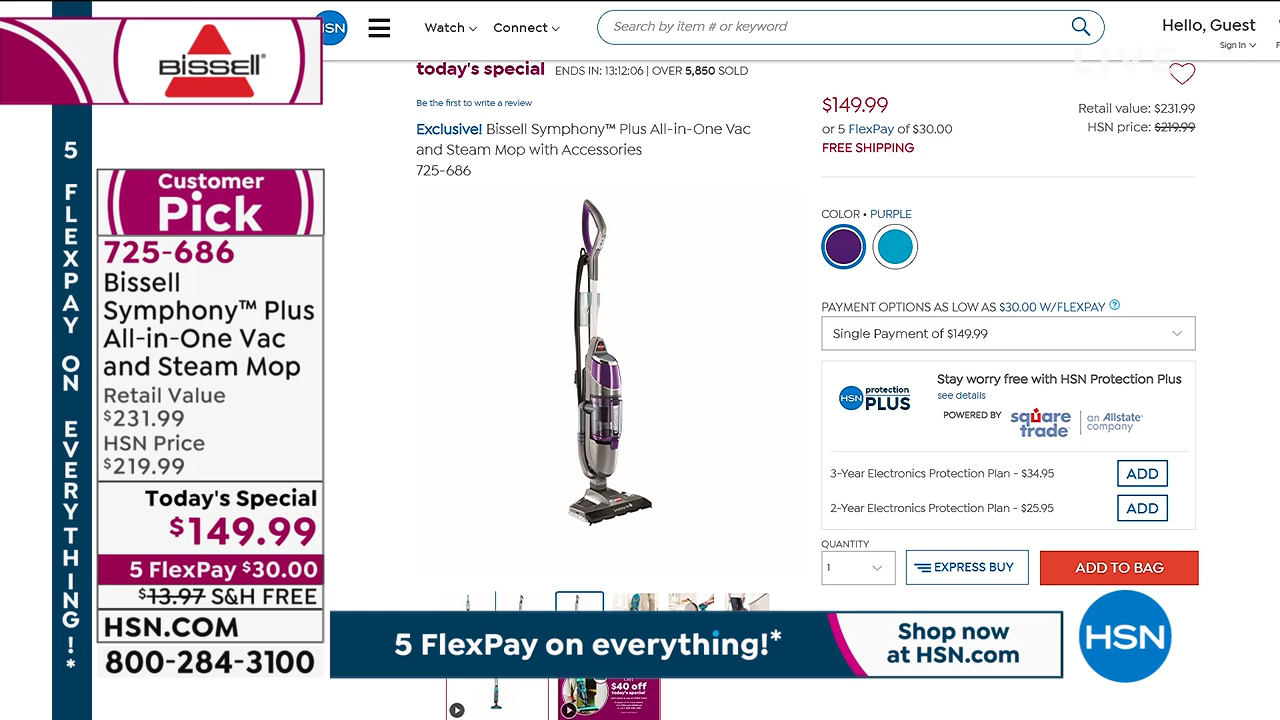 BISSELL®
5 FLEXPAY ON EVERYTHING!*
Customer
Pick
725-686
Bissell
Symphony™ Plus
All-in-One Vac
and Steam Mop
Retail Value
$231.99
HSN Price
$219.99
Today's Special
$149.99
5 FlexPay $30.00
$13.97 S&H FREE
HSN.COM
800-284-3100
HSN
Watch
Connect
Search by item # or keyword
Hello, Guest
Sign In
LIVE
today's special ENDS IN: 13:12:06 | OVER 5,850 SOLD
Be the first to write a review
Exclusive! Bissell Symphony™ Plus All-in-One Vac
and Steam Mop with Accessories
725-686
$149.99
or 5 FlexPay of $30.00
FREE SHIPPING
Retail value: $231.99
HSN price: $219.99
COLOR • PURPLE
PAYMENT OPTIONS AS LOW AS $30.00 W/FLEXPAY ?
Single Payment of $149.99
HSN protection PLUS
Stay worry free with HSN Protection Plus
see details
POWERED BY square trade | an Allstate company
3-Year Electronics Protection Plan - $34.95
ADD
2-Year Electronics Protection Plan - $25.95
ADD
QUANTITY
1
EXPRESS BUY
ADD TO BAG
5 FlexPay on everything!*
Shop now
at HSN.com
HSN
$40 off
today's special